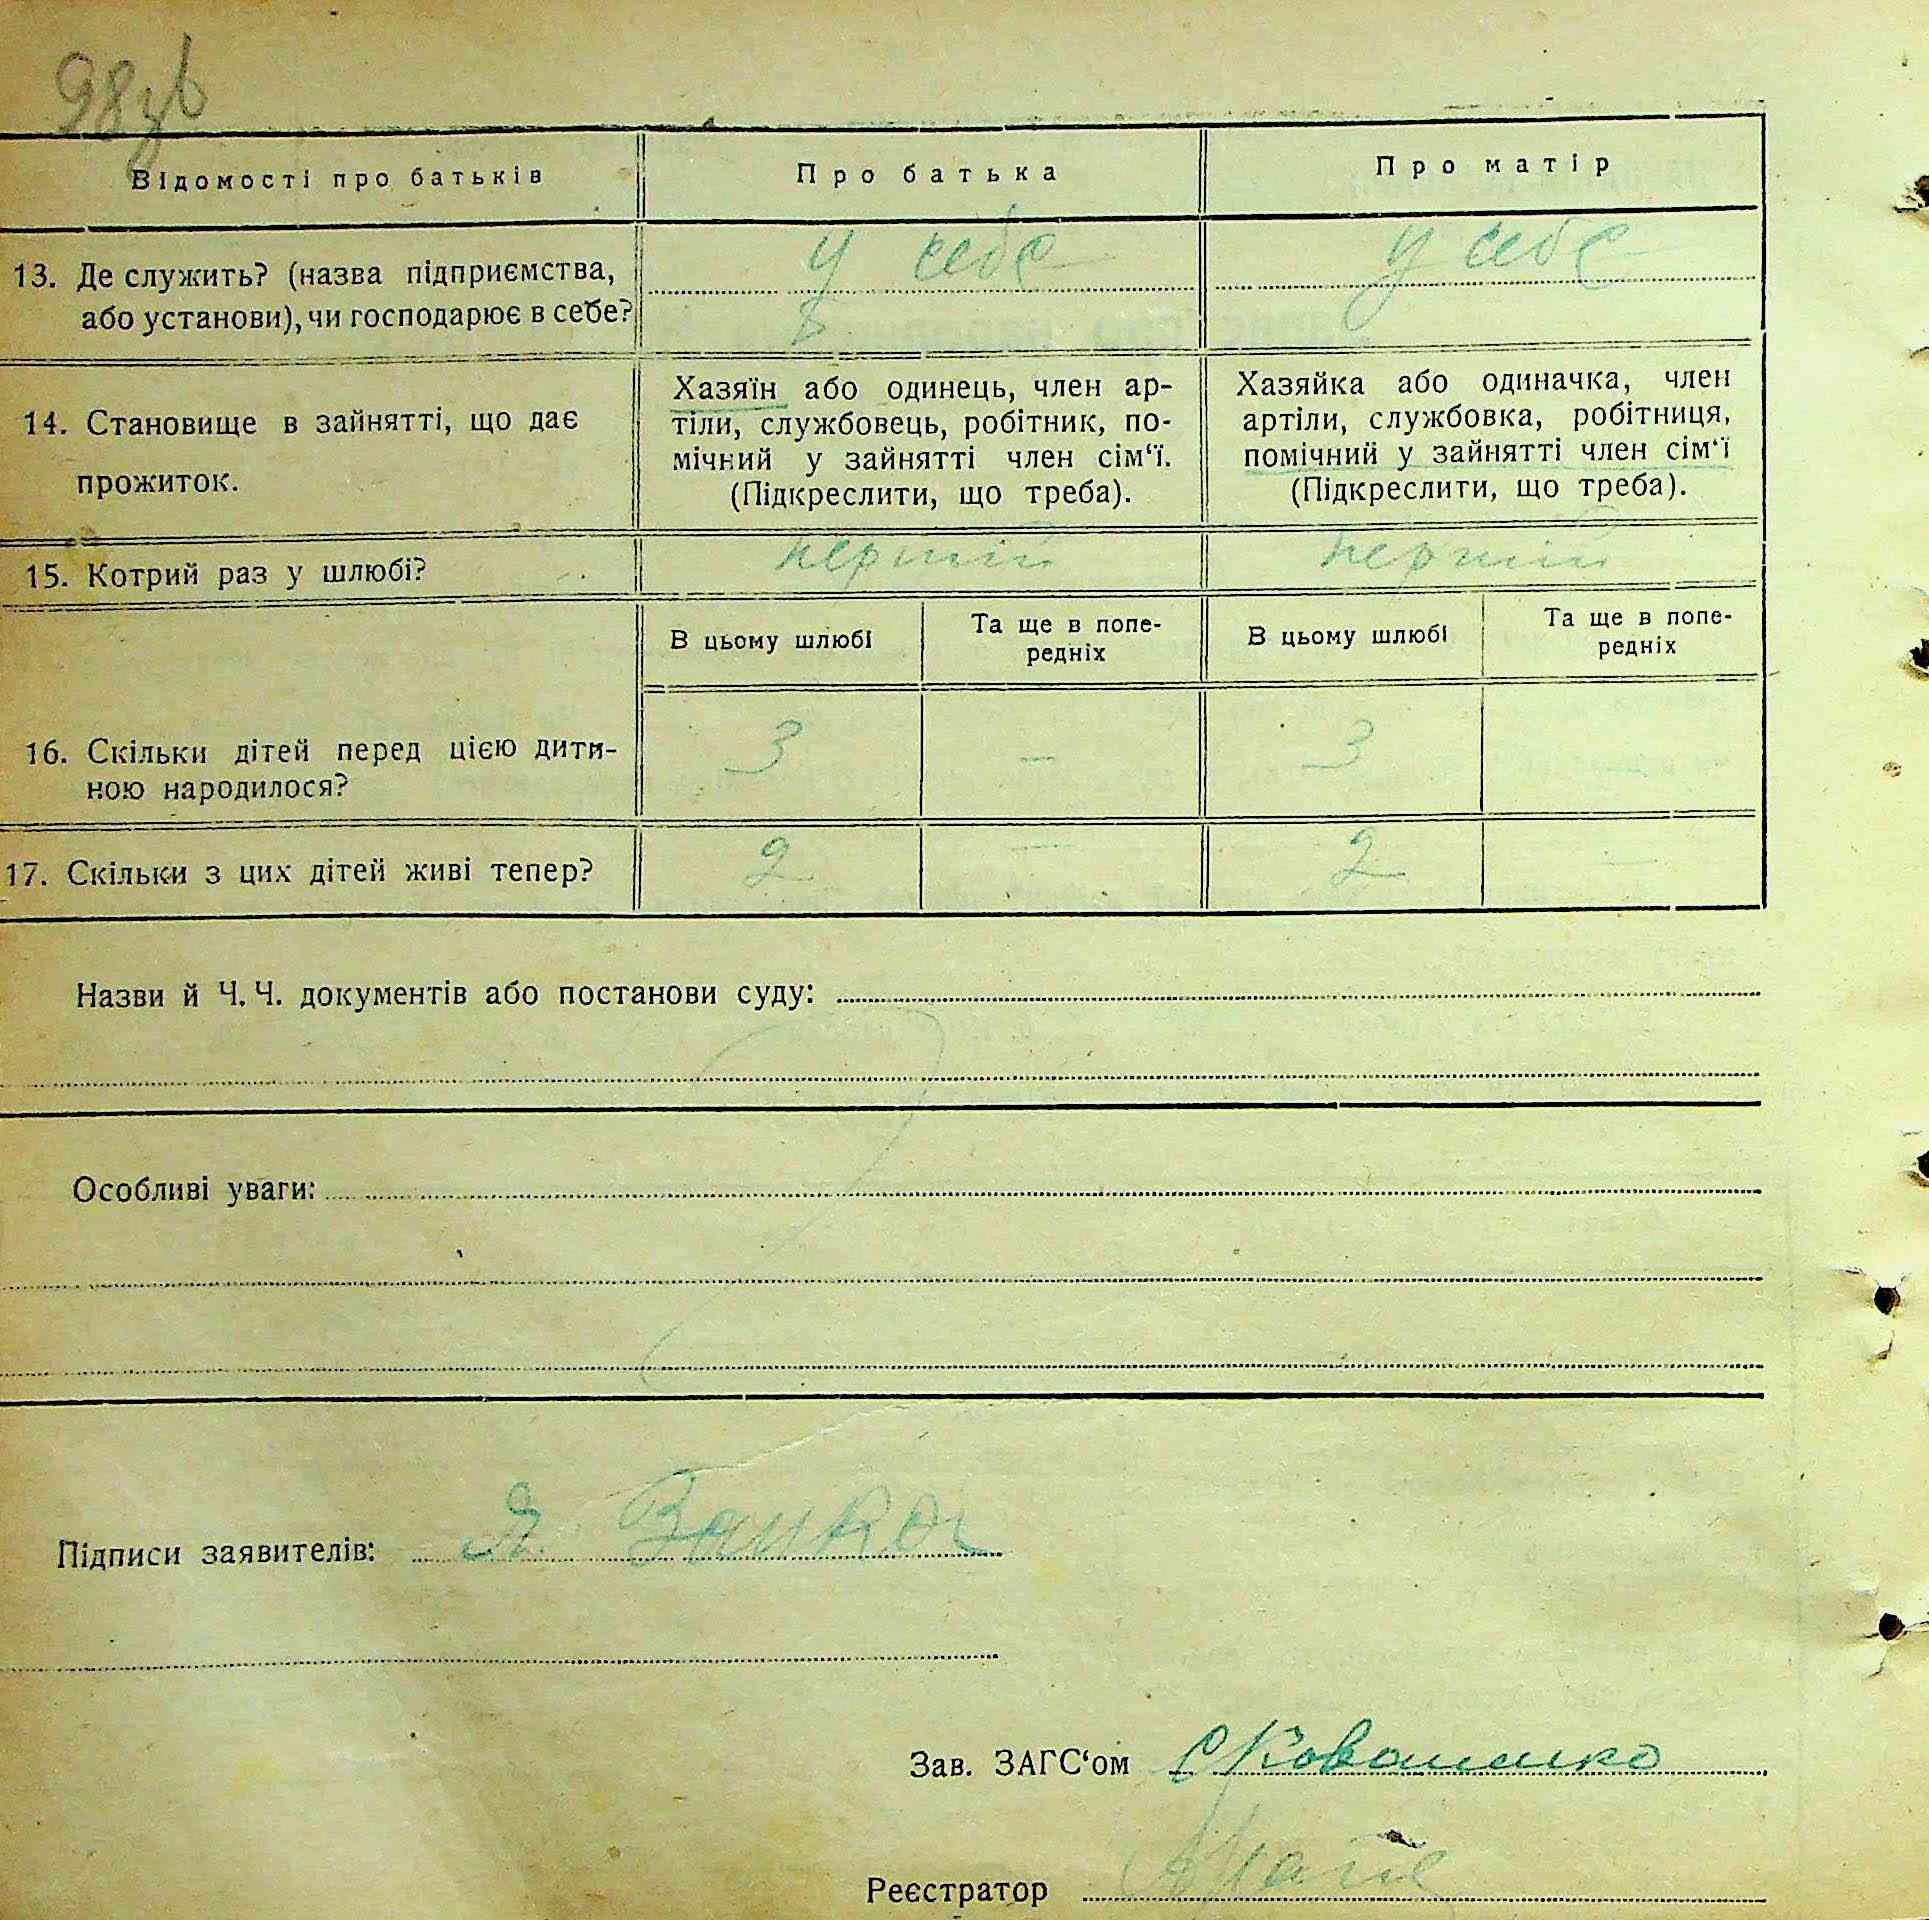 98 зв
Відомості про батьків
Про батька
Про матір
13. Де служить? (назва підприємства,
або установи), чи господарює в себе?
у себе
у себе
14. Становище в зайнятті, що дає
прожиток.
Хазяїн або одинець, член ар-
тіли, службовець, робітник, по-
мічний у зайнятті член сім‘ї.
(Підкреслити, що треба).
Хазяйка або одиначка, член
артіли, службовка, робітниця,
помічний у зайнятті член сім‘ї
(Підкреслити, що треба).
15. Котрий раз у шлюбі?
перший
перший
В цьому шлюбі
Та ще в попе-
редніх
В цьому шлюбі
Та ще в попе-
редніх
16. Скільки дітей перед цією дити-
ною народилося?
3
—
3
—
17. Скільки з цих дітей живі тепер?
2
—
2
—
Назви й Ч. Ч. документів або постанови суду:
Особливі уваги:
Підписи заявителів:
Зав. ЗАГС‘ом С Коваленко
Реєстратор